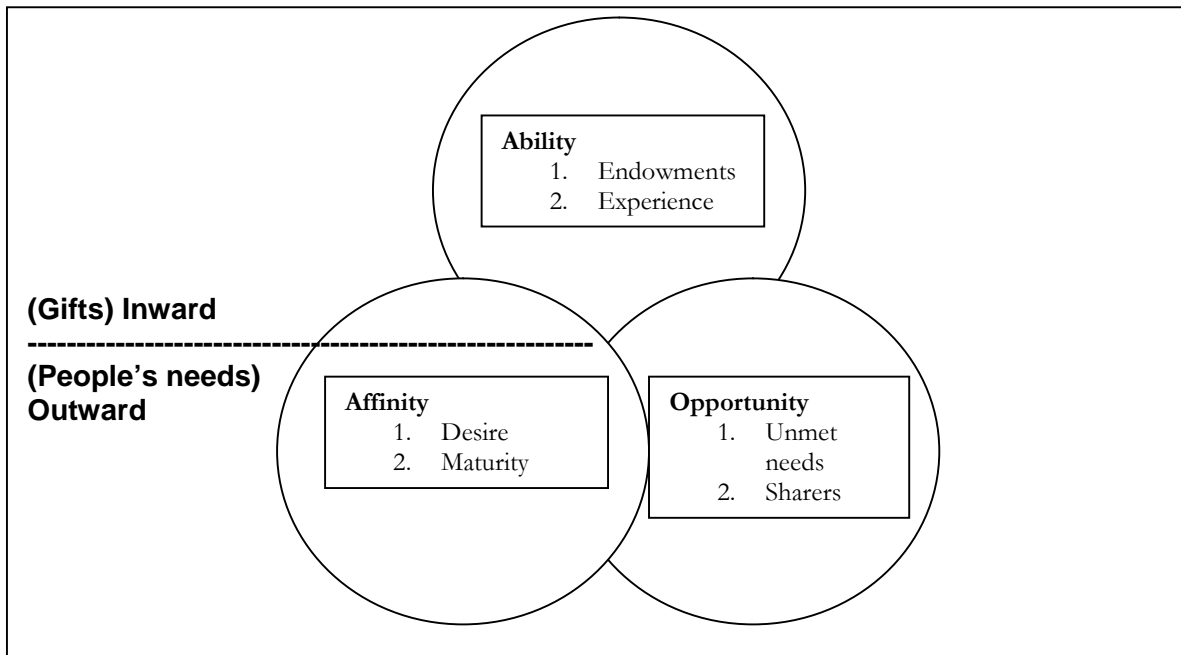 Ability
1. Endowments
2. Experience
(Gifts) Inward
---------------------------------------------------------
(People’s needs)
Outward
Affinity
1. Desire
2. Maturity
Opportunity
1. Unmet
needs
2. Sharers